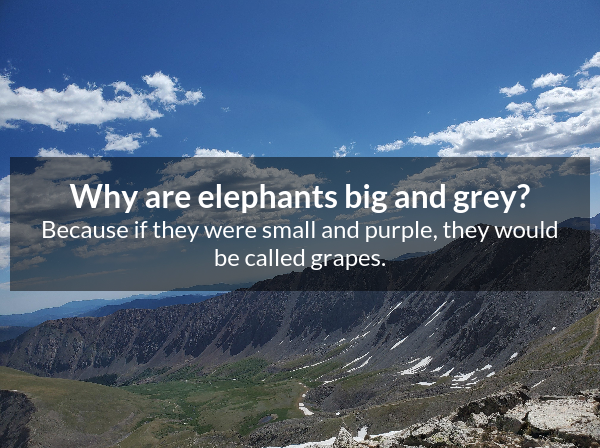 Why are elephants big and grey?
Because if they were small and purple, they would
be called grapes.